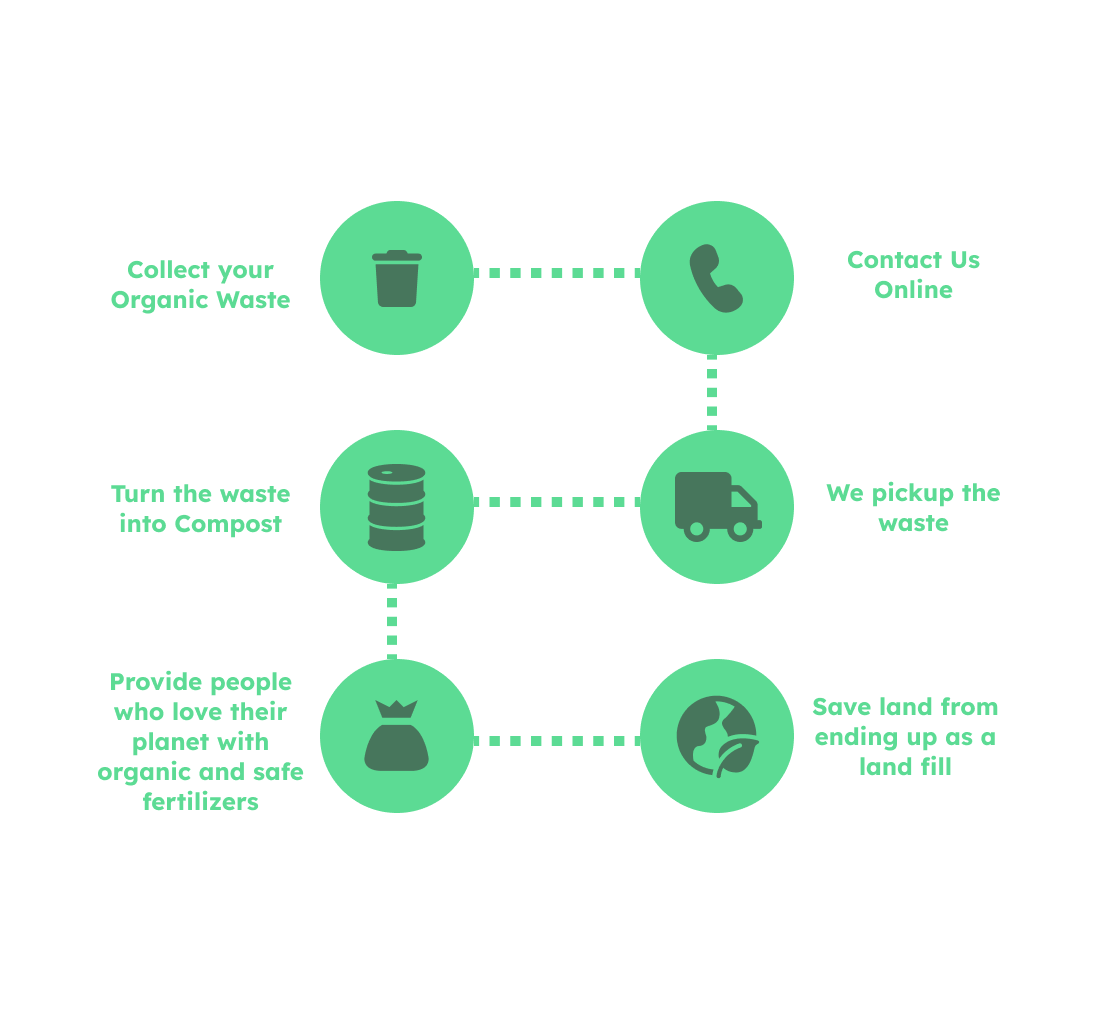 Collect your
Organic Waste
Contact Us
Online
We pickup the
waste
Turn the waste
into Compost
Provide people
who love their
planet with
organic and safe
fertilizers
Save land from
ending up as a
land fill